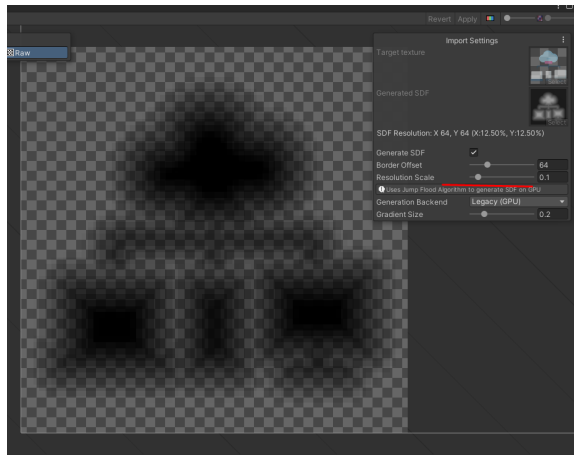 Revert Apply
Raw
Import Settings
Target texture
Select
Generated SDF
Select
SDF Resolution: X 64, Y 64 (X:12.50%, Y:12.50%)
Generate SDF
Border Offset 64
Resolution Scale 0.1
Uses Jump Flood Algorithm to generate SDF on GPU
Generation Backend Legacy (GPU)
Gradient Size 0.2